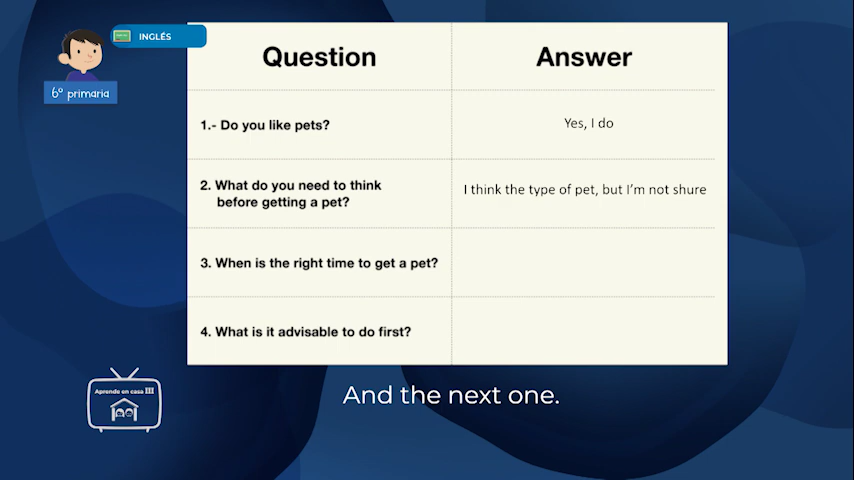 INGLÉS
6º primaria
Question Answer
1.- Do you like pets? Yes, I do
2. What do you need to think
before getting a pet?
I think the type of pet, but I'm not shure
3. When is the right time to get a pet?
4. What is it advisable to do first?
Aprende en casa III
And the next one.